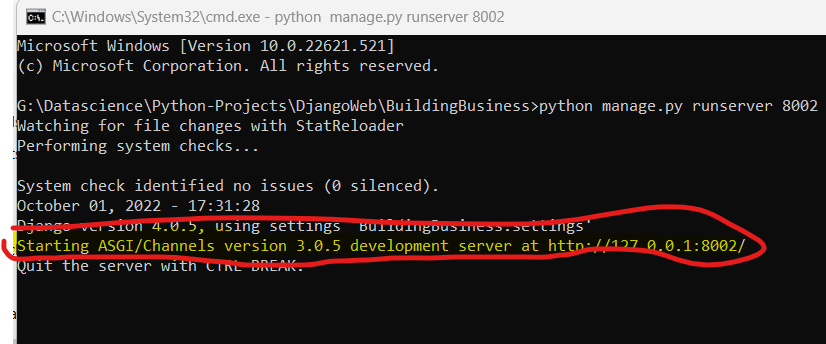 C:\Windows\System32\cmd.exe - python  manage.py runserver 8002
Microsoft Windows [Version 10.0.22621.521]
(c) Microsoft Corporation. All rights reserved.
G:\Datascience\Python-Projects\DjangoWeb\BuildingBusiness>python manage.py runserver 8002
Watching for file changes with StatReloader
Performing system checks...
System check identified no issues (0 silenced).
October 01, 2022 - 17:31:28
Django version 4.0.5, using settings 'BuildingBusiness.settings'
Starting ASGI/Channels version 3.0.5 development server at http://127.0.0.1:8002/
Quit the server with CTRL-BREAK.